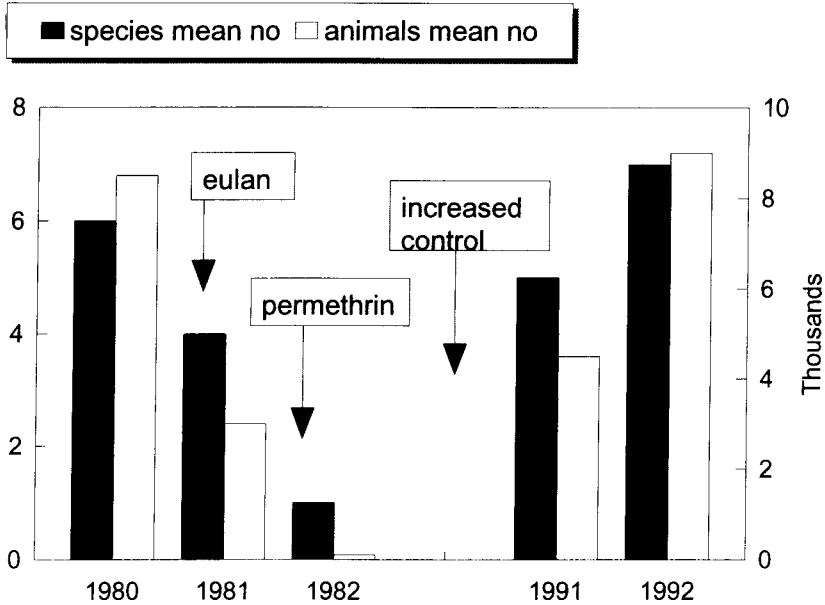 species mean no animals mean no
8
6
4
2
0
10
8
6
4
2
0
Thousands
eulan
permethrin
increased
control
1980 1981 1982 1991 1992